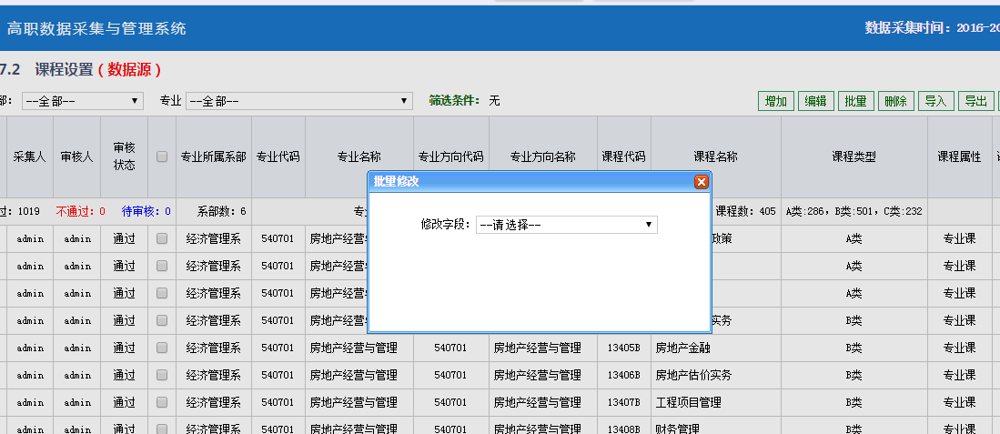 高职数据采集与管理系统 数据采集时间：2016-20
7.2 课程设置（数据源）
部： --全部-- 专业 --全部-- 筛选条件： 无 增加 编辑 批量 删除 导入 导出
采集人 审核人 审核状态 专业所属系部 专业代码 专业名称 专业方向代码 专业方向名称 课程代码 课程名称 课程类型 课程属性
批量修改
修改字段： --请选择--
过：1019 不通过：0 待审核：0 系部数：6 专业 课程数：405 A类:286，B类:501，C类:232
admin admin 通过 经济管理系 540701 房地产经营与 政策 A类 专业课
admin admin 通过 经济管理系 540701 房地产经营与 A类 专业课
admin admin 通过 经济管理系 540701 房地产经营与 A类 专业课
admin admin 通过 经济管理系 540701 房地产经营与 实务 B类 专业课
admin admin 通过 经济管理系 540701 房地产经营与管理 540701 房地产经营与管理 13405B 房地产金融 B类 专业课
admin admin 通过 经济管理系 540701 房地产经营与管理 540701 房地产经营与管理 13406B 房地产估价实务 B类 专业课
admin admin 通过 经济管理系 540701 房地产经营与管理 540701 房地产经营与管理 13407B 工程项目管理 B类 专业课
admin admin 通过 经济管理系 540701 房地产经营与管理 540701 房地产经营与管理 13408B 财务管理 B类 专业课